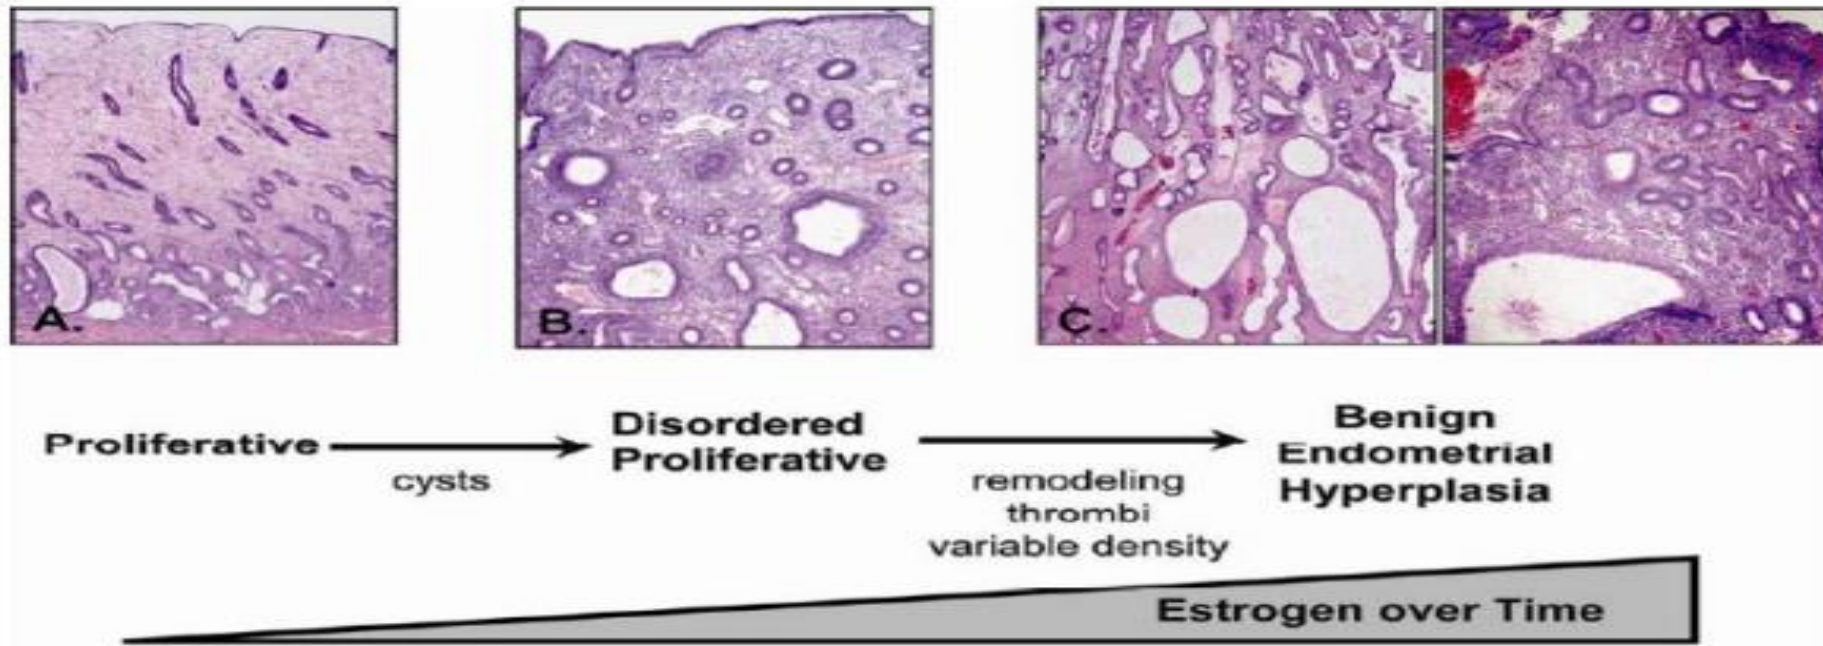 A.
B.
C.
Proliferative
cysts
Disordered
Proliferative
remodeling
thrombi
variable density
Benign
Endometrial
Hyperplasia
Estrogen over Time